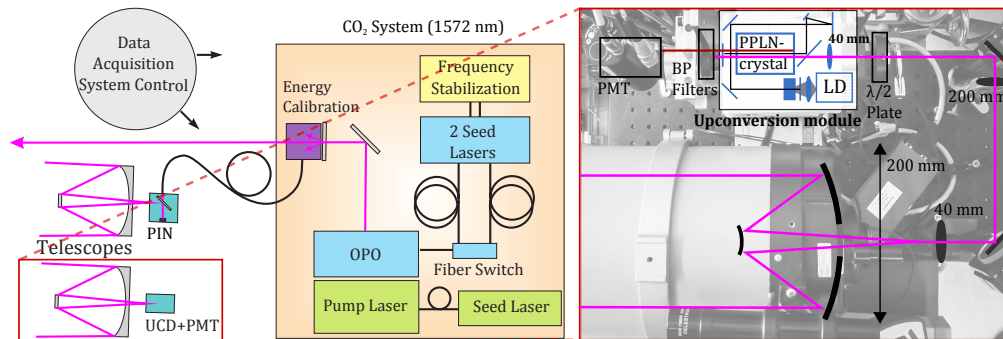 Data
Acquisition
System Control
CO₂ System (1572 nm)
Energy
Calibration
Frequency
Stabilization
2 Seed
Lasers
PIN
Telescopes
OPO
Fiber Switch
Pump Laser
Seed Laser
UCD+PMT
PMT
BP
Filters
PPLN-
crystal
40 mm
LD
λ/2
Plate
200 mm
Upconversion module
200 mm
40 mm